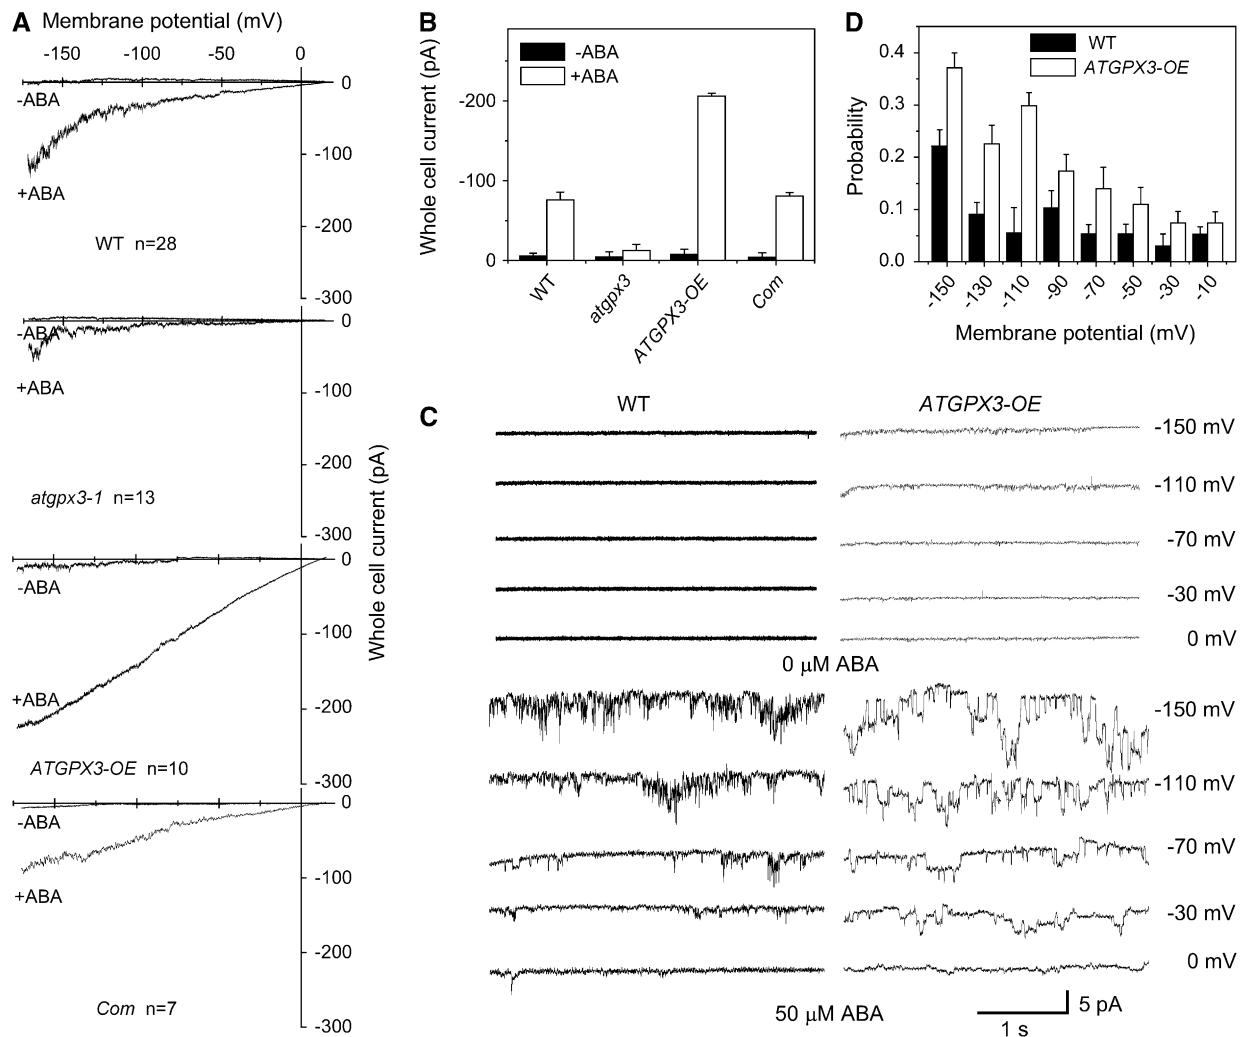 A
Membrane potential (mV)
-150 -100 -50 0
0
-ABA
-100
+ABA
-200
WT n=28
-300
-150 -100 -50 0
0
-ABA
+ABA
-100
-200
atgpx3-1 n=13
-300
0
-ABA
-100
+ABA
-200
ATGPX3-OE n=10
-300
0
-ABA
-100
+ABA
-200
Com n=7
-300
Whole cell current (pA)
B
Whole cell current (pA)
-200
-100
0
-ABA
+ABA
WT
atgpx3
ATGPX3-OE
Com
D
Probability
0.4
0.3
0.2
0.1
0.0
WT
ATGPX3-OE
-150 -130 -110 -90 -70 -50 -30 -10
Membrane potential (mV)
C
WT ATGPX3-OE
-150 mV
-110 mV
-70 mV
-30 mV
0 mV
0 μM ABA
-150 mV
-110 mV
-70 mV
-30 mV
0 mV
50 μM ABA
5 pA
1 s